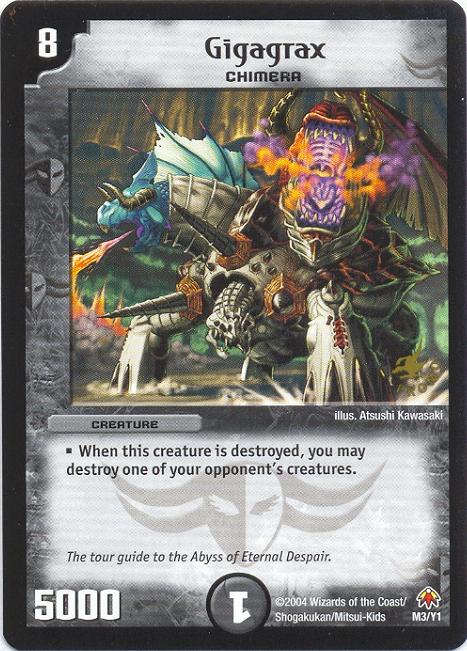 8
Gigagrax
CHIMERA
illus. Atsushi Kawasaki
CREATURE
▪ When this creature is destroyed, you may
destroy one of your opponent's creatures.
The tour guide to the Abyss of Eternal Despair.
5000
1
©2004 Wizards of the Coast/
Shogakukan/Mitsui-Kids
M3/Y1